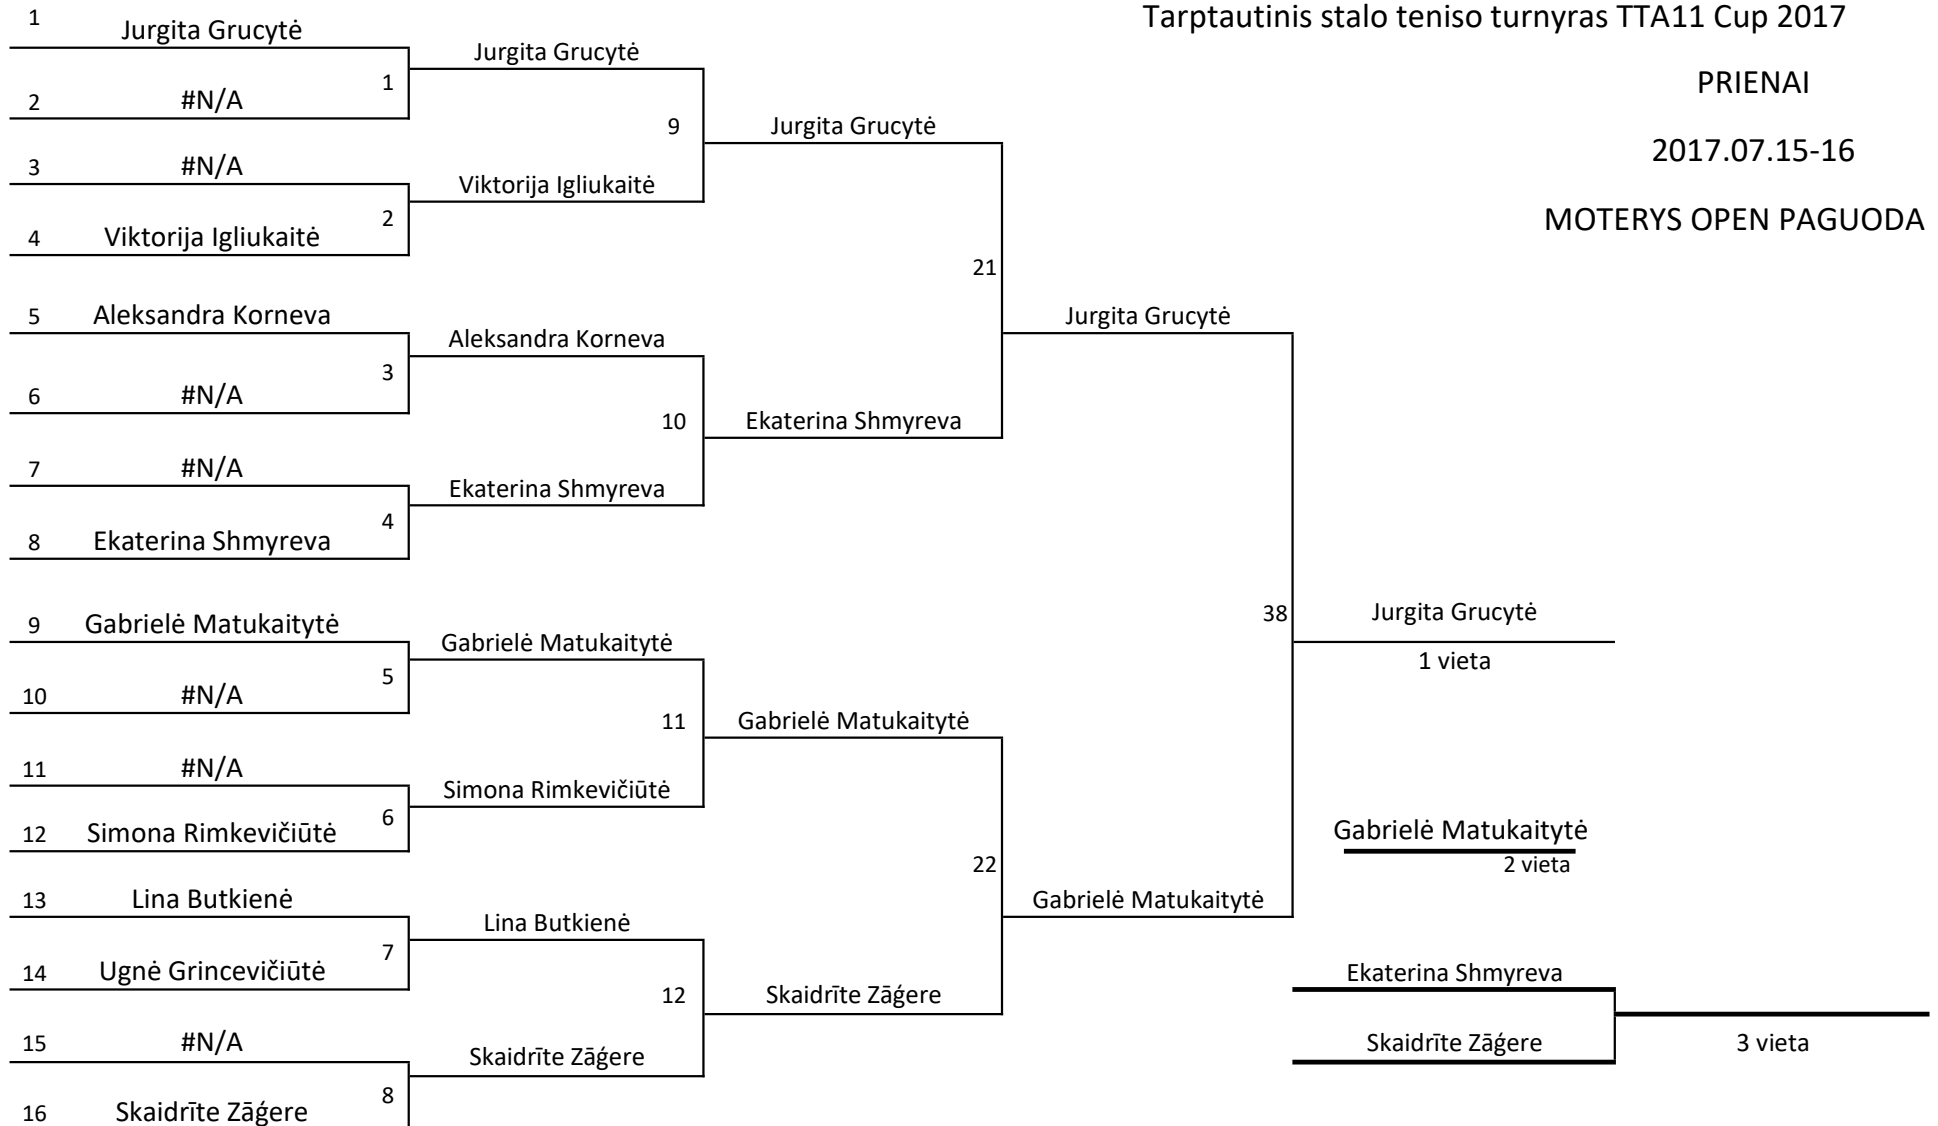 Tarptautinis stalo teniso turnyras TTA11 Cup 2017
PRIENAI
2017.07.15-16
MOTERYS OPEN PAGUODA
1 Jurgita Grucytė
2 #N/A
3 #N/A
4 Viktorija Igliukaitė
5 Aleksandra Korneva
6 #N/A
7 #N/A
8 Ekaterina Shmyreva
9 Gabrielė Matukaitytė
10 #N/A
11 #N/A
12 Simona Rimkevičiūtė
13 Lina Butkienė
14 Ugnė Grincevičiūtė
15 #N/A
16 Skaidrīte Zāģere
1
2
3
4
5
6
7
8
Jurgita Grucytė
Viktorija Igliukaitė
Aleksandra Korneva
Ekaterina Shmyreva
Gabrielė Matukaitytė
Simona Rimkevičiūtė
Lina Butkienė
Skaidrīte Zāģere
9
10
11
12
Jurgita Grucytė
Ekaterina Shmyreva
Gabrielė Matukaitytė
Skaidrīte Zāģere
21
22
Jurgita Grucytė
Gabrielė Matukaitytė
38
Jurgita Grucytė
1 vieta
Gabrielė Matukaitytė
2 vieta
Ekaterina Shmyreva
Skaidrīte Zāģere
3 vieta